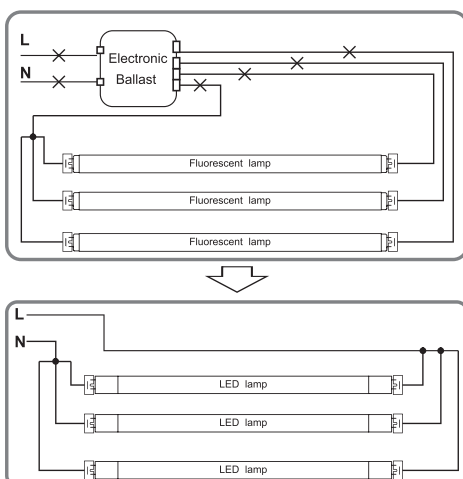 L
Electronic
N
Ballast
Fluorescent lamp
Fluorescent lamp
Fluorescent lamp
L
N
LED lamp
LED lamp
LED lamp